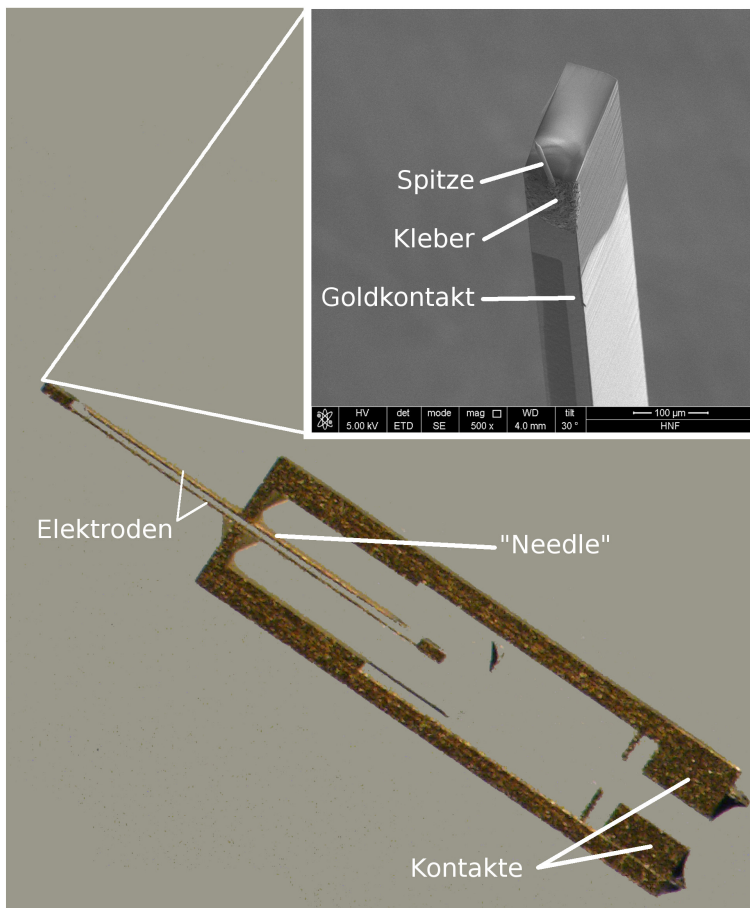 Spitze
Kleber
Goldkontakt
HV det mode mag WD tilt 100 µm
5.00 kV ETD SE 500 x 4.0 mm 30 ° HNF
Elektroden
"Needle"
Kontakte